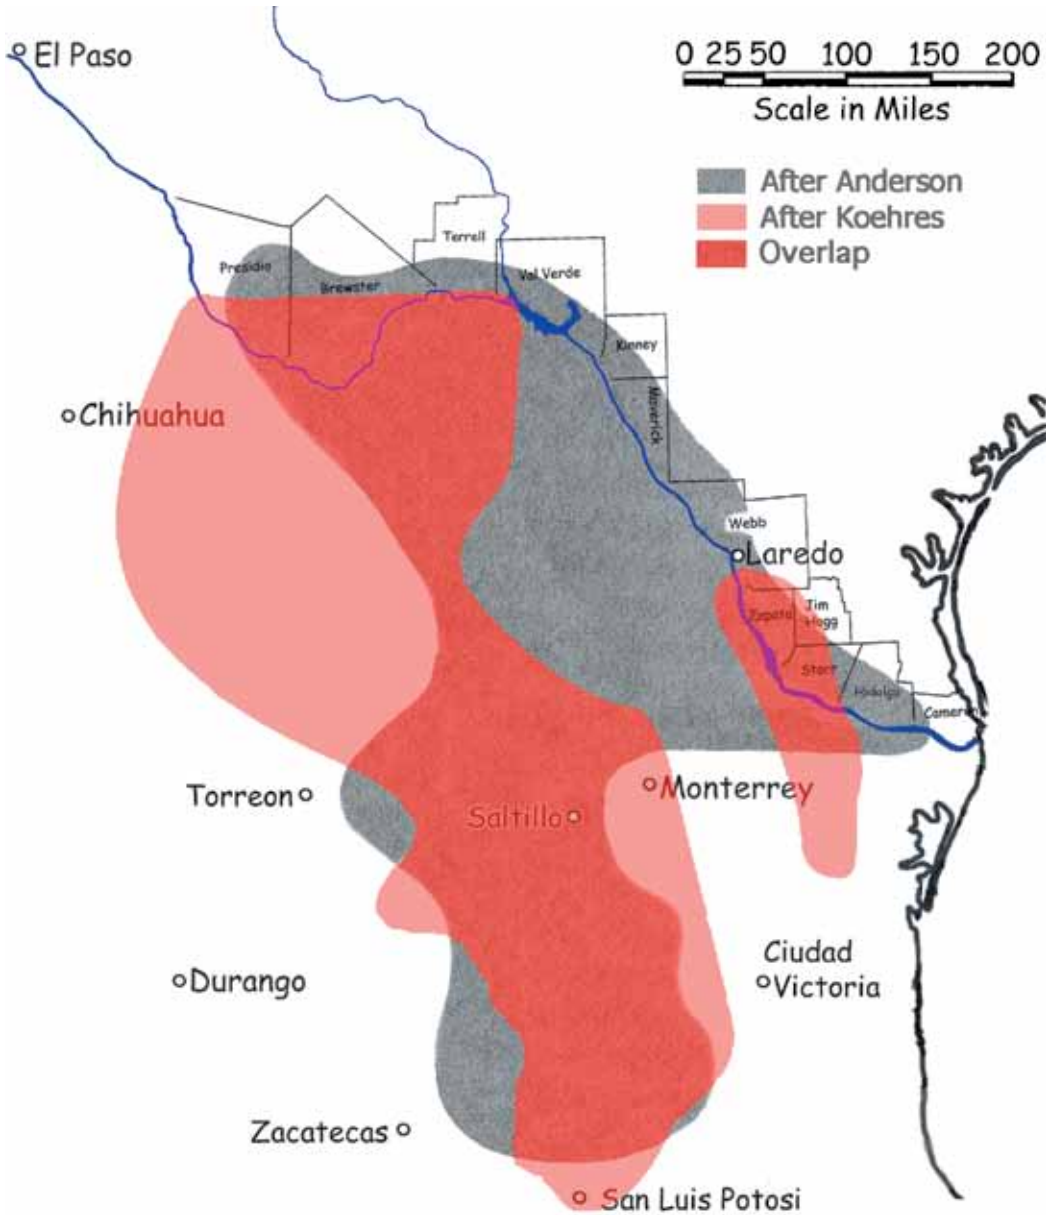 El Paso
0 25 50 100 150 200
Scale in Miles
After Anderson
After Koehres
Overlap
Terrell
Presidio
Brewster
Val Verde
Kinney
Maverick
Chihuahua
Webb
Laredo
Zapata
Jim
Hogg
Starr
Hidalgo
Cameron
Torreon
Monterrey
Saltillo
Durango
Ciudad
Victoria
Zacatecas
San Luis Potosi